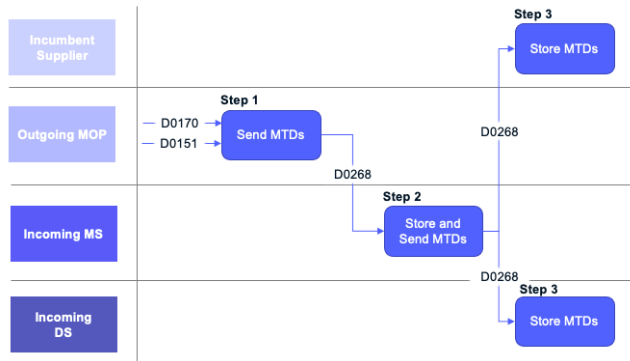 Step 3
Incumbent
Supplier
Store MTDs
Step 1
D0170
D0151
Outgoing MOP
Send MTDs
D0268
D0268
Step 2
Incoming MS
Store and
Send MTDs
D0268
Step 3
Incoming
DS
Store MTDs